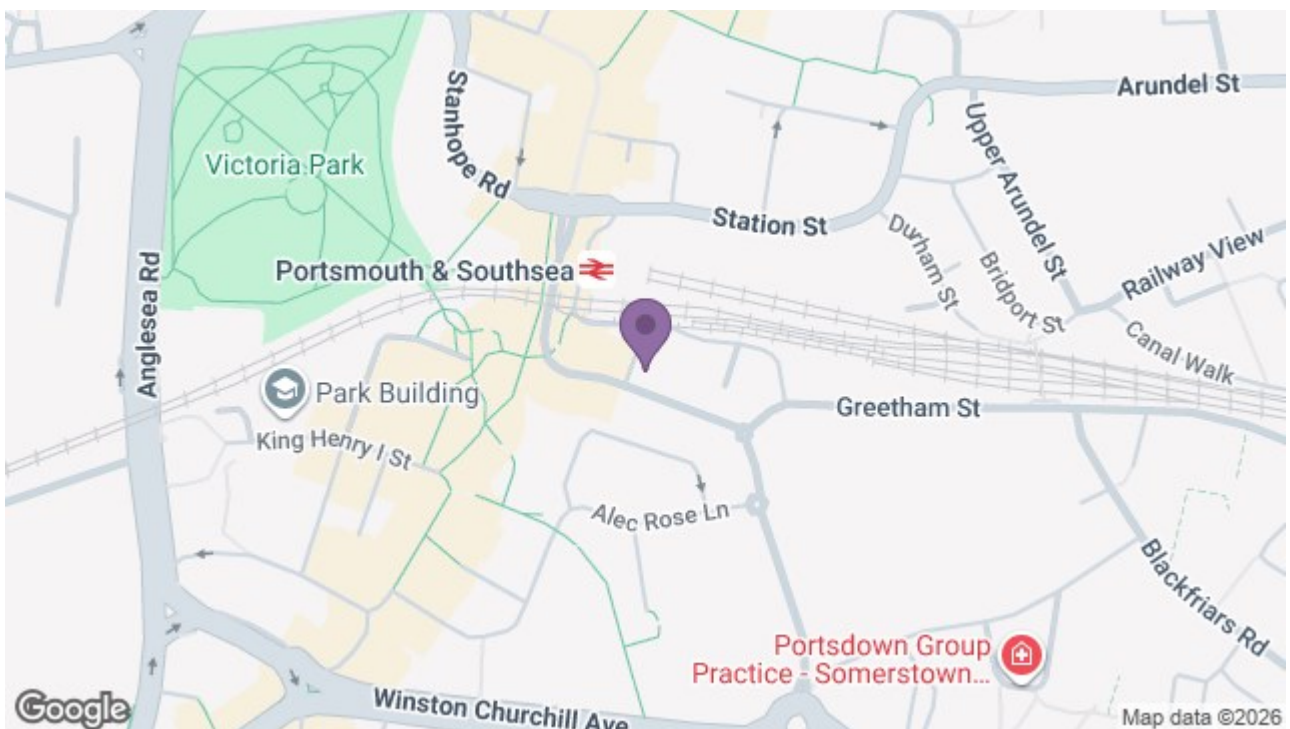 Stanhope Rd
Arundel St
Upper Arundel St
Victoria Park
Station St
Durham St
Bridport St
Railway View
Portsmouth & Southsea
Anglesea Rd
Canal Walk
Park Building
Greetham St
King Henry I St
Alec Rose Ln
Blackfriars Rd
Portsdown Group
Practice - Somerstown...
Winston Churchill Ave
Google
Map data ©2026